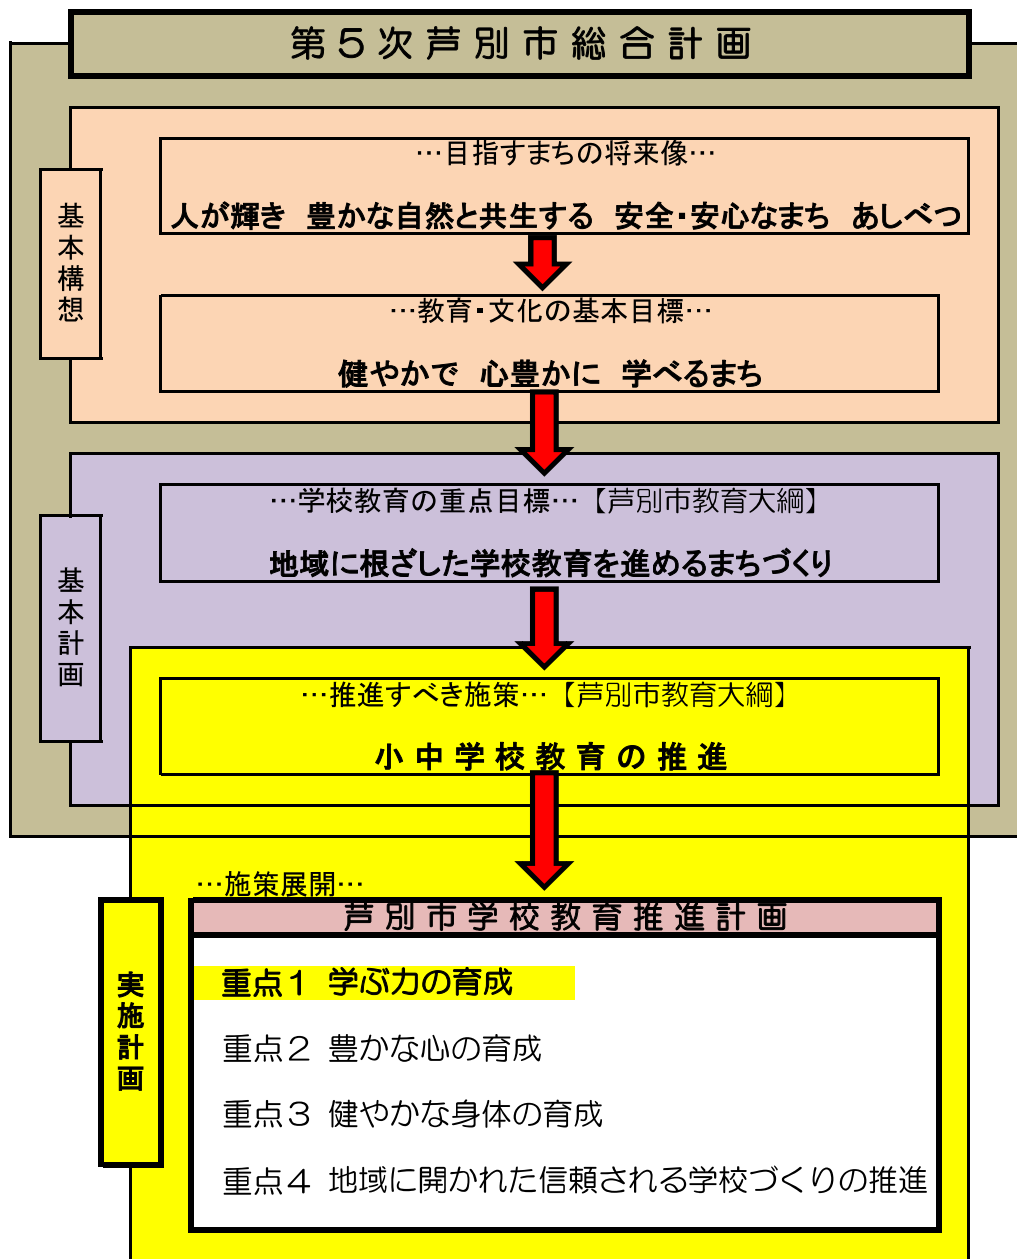 第５次芦別市総合計画
基本構想
…目指すまちの将来像…
人が輝き　豊かな自然と共生する　安全・安心なまち　あしべつ
…教育・文化の基本目標…
健やかで　心豊かに　学べるまち
基本計画
…学校教育の重点目標…【芦別市教育大綱】
地域に根ざした学校教育を進めるまちづくり
…推進すべき施策…【芦別市教育大綱】
小中学校教育の推進
…施策展開…
実施計画
芦別市学校教育推進計画
重点１ 学ぶ力の育成
重点２ 豊かな心の育成
重点３ 健やかな身体の育成
重点４ 地域に開かれた信頼される学校づくりの推進